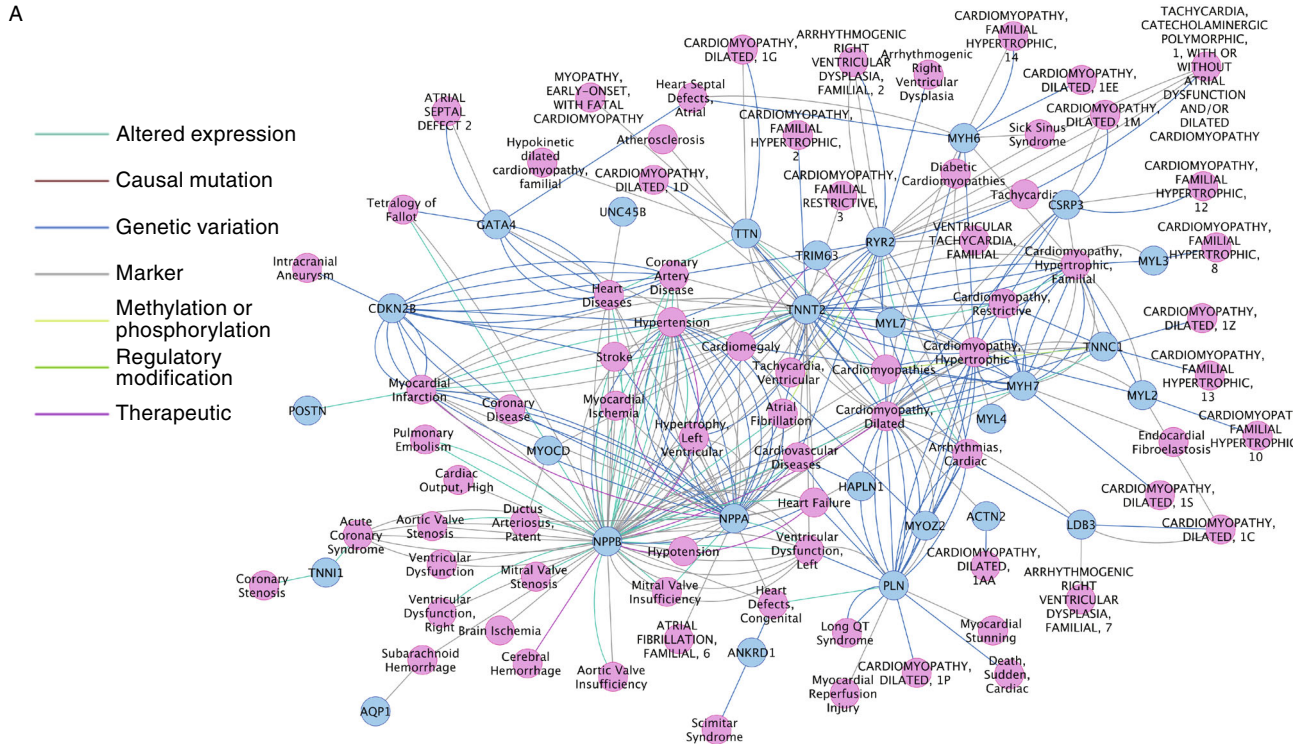 A
Altered expression
Causal mutation
Genetic variation
Marker
Methylation or
phosphorylation
Regulatory
modification
Therapeutic
ATRIAL
SEPTAL
DEFECT 2
MYOPATHY,
EARLY-ONSET,
WITH FATAL
CARDIOMYOPATHY
Heart Septal
Defects,
Atrial
CARDIOMYOPATHY,
DILATED, 1G
ARRHYTHMOGENIC
RIGHT
VENTRICULAR
DYSPLASIA,
FAMILIAL, 2
Arrhythmogenic
Right
Ventricular
Dysplasia
CARDIOMYOPATHY,
FAMILIAL
HYPERTROPHIC,
14
CARDIOMYOPATHY,
DILATED, 1EE
TACHYCARDIA,
CATECHOLAMINERGIC
POLYMORPHIC,
1, WITH OR
WITHOUT
ATRIAL
DYSFUNCTION
AND/OR
DILATED
CARDIOMYOPATHY
CARDIOMYOPATHY,
DILATED, 1M
Hypokinetic
dilated
cardiomyopathy,
familial
Atherosclerosis
CARDIOMYOPATHY,
DILATED, 1D
CARDIOMYOPATHY,
FAMILIAL
HYPERTROPHIC,
2
MYH6
Sick Sinus
Syndrome
Diabetic
Cardiomyopathies
Tachycardia
CSRP3
CARDIOMYOPATHY,
FAMILIAL
HYPERTROPHIC,
12
Tetralogy of
Fallot
GATA4
UNC45B
TTN
CARDIOMYOPATHY,
FAMILIAL
RESTRICTIVE,
3
TRIM63
RYR2
VENTRICULAR
TACHYCARDIA,
FAMILIAL
Cardiomyopathy,
Hypertrophic,
Familial
MYL3
CARDIOMYOPATHY,
FAMILIAL
HYPERTROPHIC,
8
Intracranial
Aneurysm
CDKN2B
Heart
Diseases
Coronary
Artery
Disease
Hypertension
TNNT2
MYL7
Cardiomyopathy,
Restrictive
CARDIOMYOPATHY,
DILATED, 1Z
Stroke
Cardiomegaly
Tachycardia,
Ventricular
Cardiomyopathies
Cardiomyopathy,
Hypertrophic
TNNC1
MYH7
CARDIOMYOPATHY,
FAMILIAL
HYPERTROPHIC,
13
Myocardial
Infarction
POSTN
Coronary
Disease
Myocardial
Ischemia
Atrial
Fibrillation
Cardiomyopathy,
Dilated
MYL4
MYL2
CARDIOMYOPAT
FAMILIAL
HYPERTROPHIC
10
Pulmonary
Embolism
MYOCD
Hypertrophy,
Left
Ventricular
Cardiovascular
Diseases
Arrhythmias,
Cardiac
Endocardial
Fibroelastosis
Cardiac
Output, High
HAPLN1
Heart Failure
CARDIOMYOPATHY,
DILATED, 1S
Acute
Coronary
Syndrome
Aortic Valve
Stenosis
Ductus
Arteriosus,
Patent
NPPB
NPPA
MYOZ2
ACTN2
LDB3
CARDIOMYOPATHY,
DILATED, 1C
Coronary
Stenosis
TNNI1
Ventricular
Dysfunction
Mitral Valve
Stenosis
Hypotension
Ventricular
Dysfunction,
Left
CARDIOMYOPATHY,
DILATED,
1AA
ARRHYTHMOGENIC
RIGHT
VENTRICULAR
DYSPLASIA,
FAMILIAL, 7
Ventricular
Dysfunction,
Right
Mitral Valve
Insufficiency
Heart
Defects,
Congenital
PLN
Brain Ischemia
ATRIAL
FIBRILLATION,
FAMILIAL, 6
ANKRD1
Long QT
Syndrome
Myocardial
Stunning
Subarachnoid
Hemorrhage
Cerebral
Hemorrhage
Aortic Valve
Insufficiency
Myocardial
Reperfusion
Injury
CARDIOMYOPATHY,
DILATED, 1P
Death,
Sudden,
Cardiac
AQP1
Scimitar
Syndrome